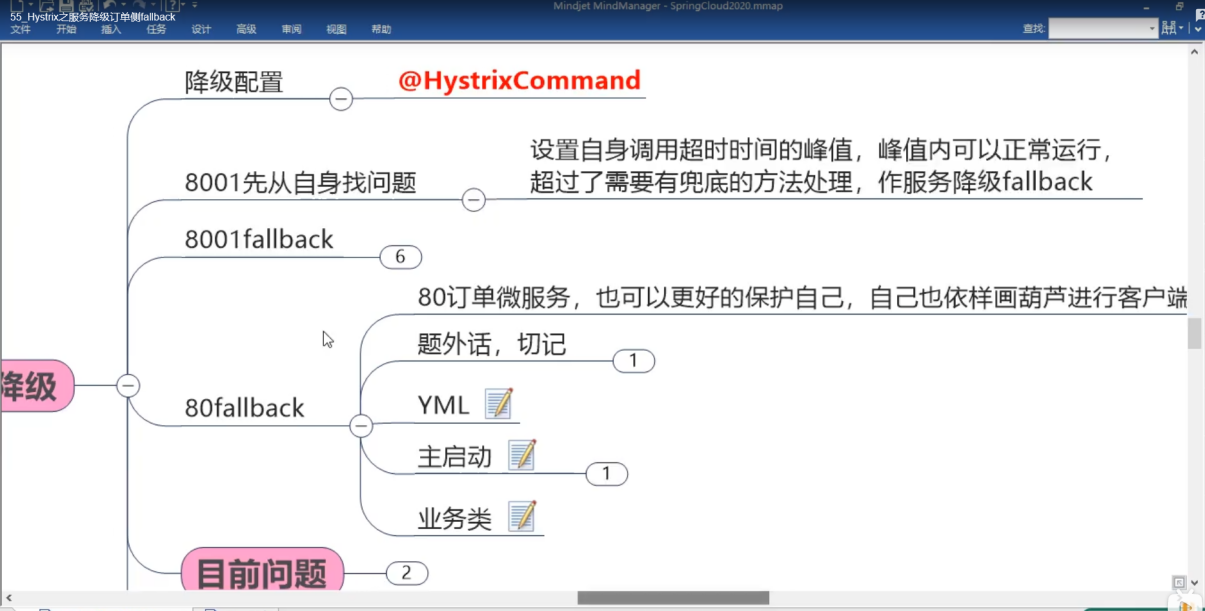 Mindjet MindManager - SpringCloud2020.mmap
55_Hystrix之服务降级订单侧fallback
文件 开始 插入 任务 设计 高级 审阅 视图 帮助 查找:
降级配置
@HystrixCommand
8001先从自身找问题
设置自身调用超时时间的峰值，峰值内可以正常运行，
超过了需要有兜底的方法处理，作服务降级fallback
8001fallback
6
80订单微服务，也可以更好的保护自己，自己也依样画葫芦进行客户端
题外话，切记
1
降级
80fallback
YML
主启动
1
业务类
目前问题
2